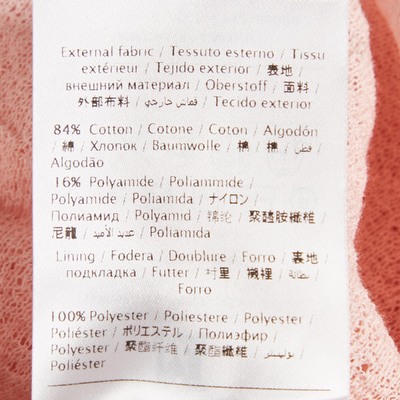 External fabric / Tessuto esterno / Tissu
extérieur / Tejido exterior / 表地 /
внешний материал / Oberstoff / 面料 /
外部布料 / قماش خارجي / Tecido exterior
84% Cotton / Cotone / Coton / Algodón
/ 綿 / Хлопок / Baumwolle / 棉 / 棉 / قطن /
Algodão
16% Polyamide / Poliammide /
Polyamide / Poliamida / ナイロン /
Полиамид / Polyamid / 锦纶 / 聚醯胺纖維 /
尼龍 / عديد الأميد / Poliamida
Lining / Fodera / Doublure / Forro / 裏地 /
подкладка / Futter / 衬里 / 襯裡 / بطانة /
Forro
100% Polyester / Poliestere / Polyester /
Poliéster / ポリエステル / Полиэфир /
Polyester / 聚酯纤维 / 聚酯纖維 / بوليستر /
Poliéster